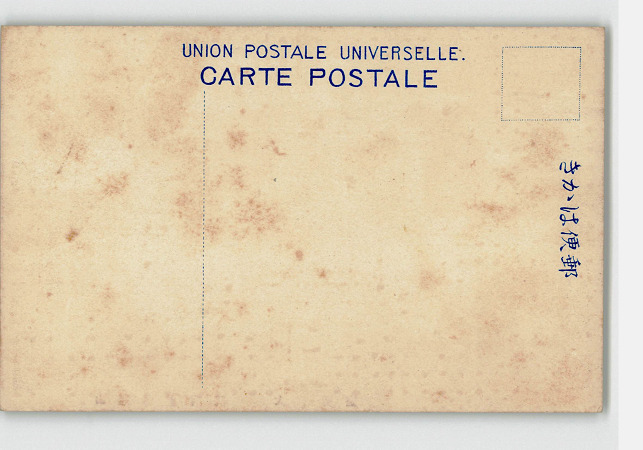 UNION POSTALE UNIVERSELLE.
CARTE POSTALE
きかは便郵